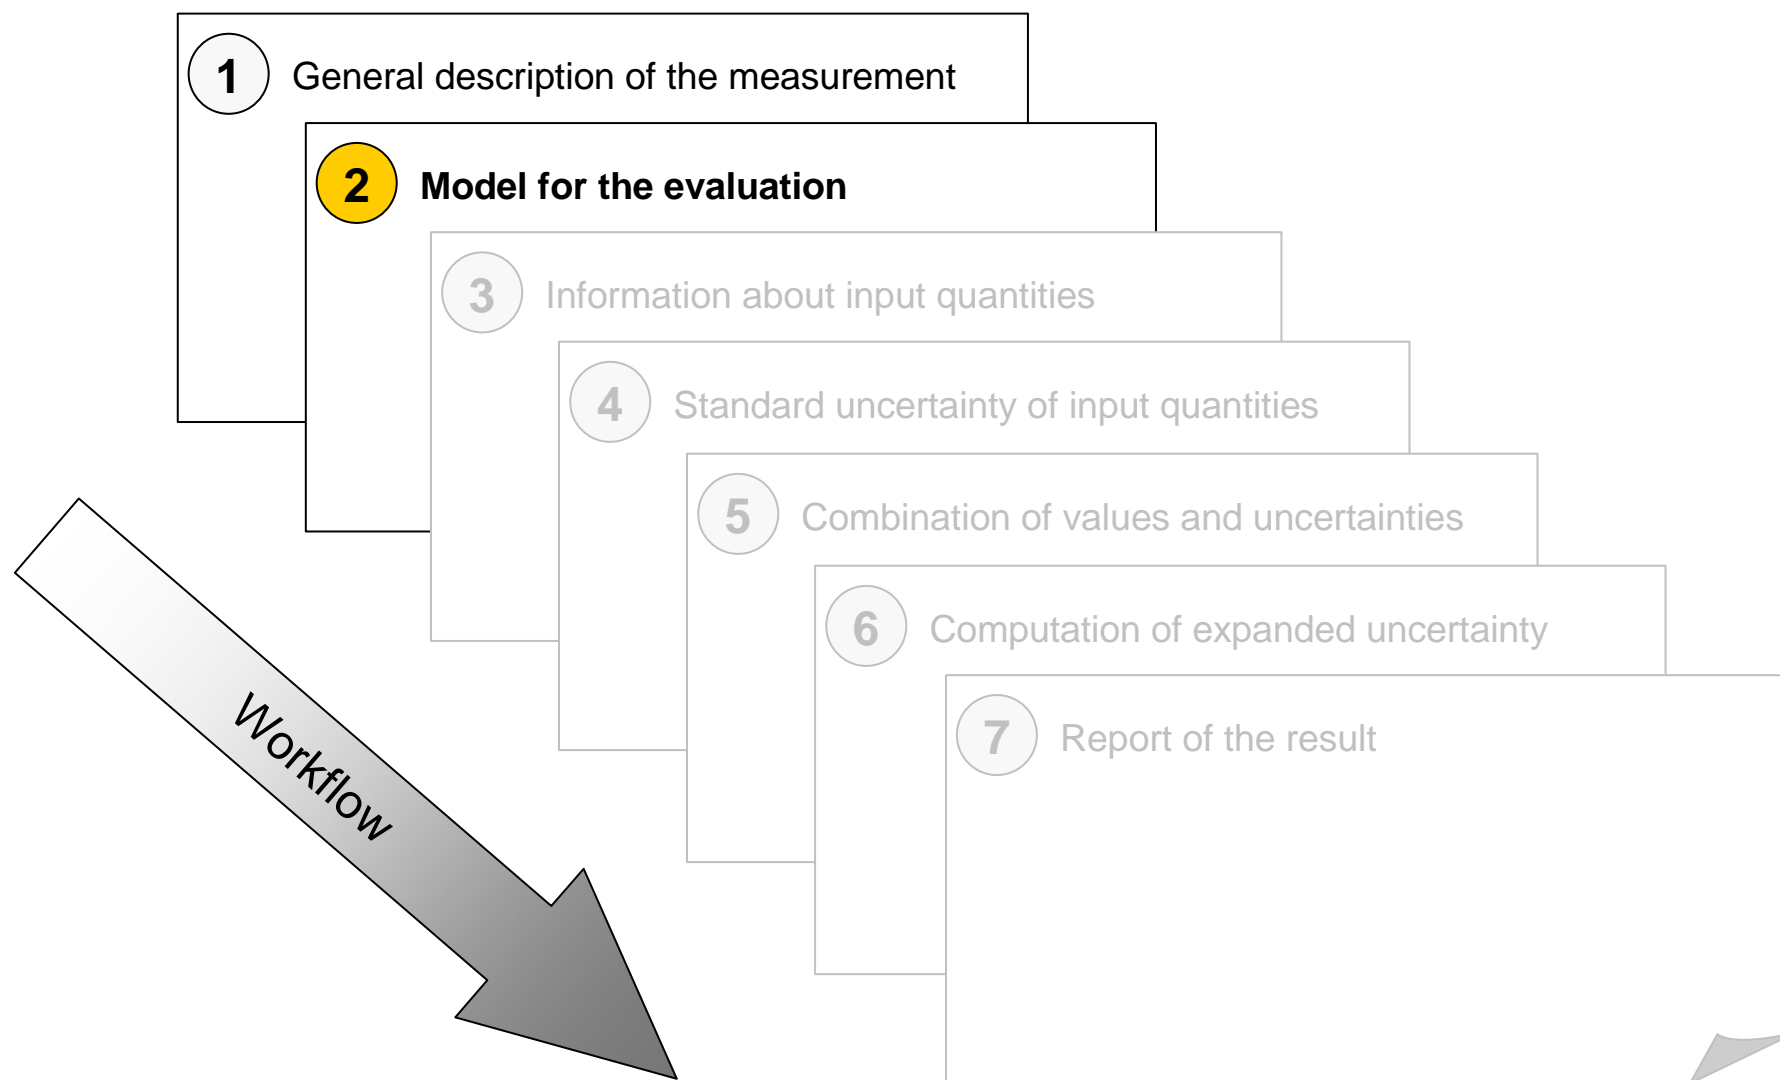 1 General description of the measurement
2 Model for the evaluation
3 Information about input quantities
4 Standard uncertainty of input quantities
5 Combination of values and uncertainties
6 Computation of expanded uncertainty
7 Report of the result
Workflow